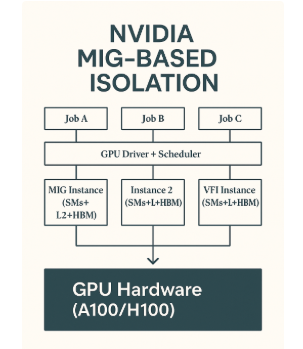 NVIDIA
MIG-BASED
ISOLATION
Job A
Job B
Job C
GPU Driver + Scheduler
MIG Instance
(SMs+
L2+HBM)
Instance 2
(SMs+L+HBM)
VFI Instance
(SMs+L+HBM)
GPU Hardware
(A100/H100)